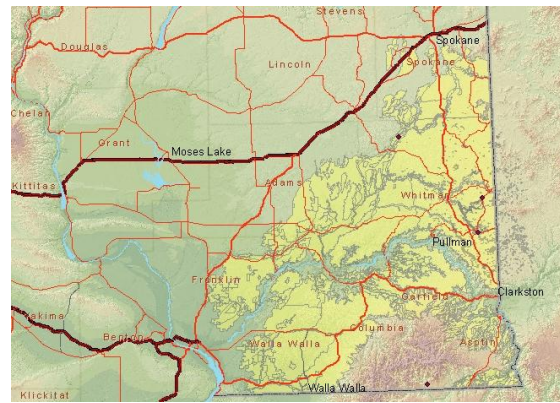 Stevens
Douglas
Spokane
Spokane
Lincoln
Chelan
Grant
Moses Lake
Kittitas
Adams
Whitman
Pullman
Franklin
Clarkston
Garfield
Yakima
Columbia
Benton
Walla Walla
Asotin
Walla Walla
Klickitat